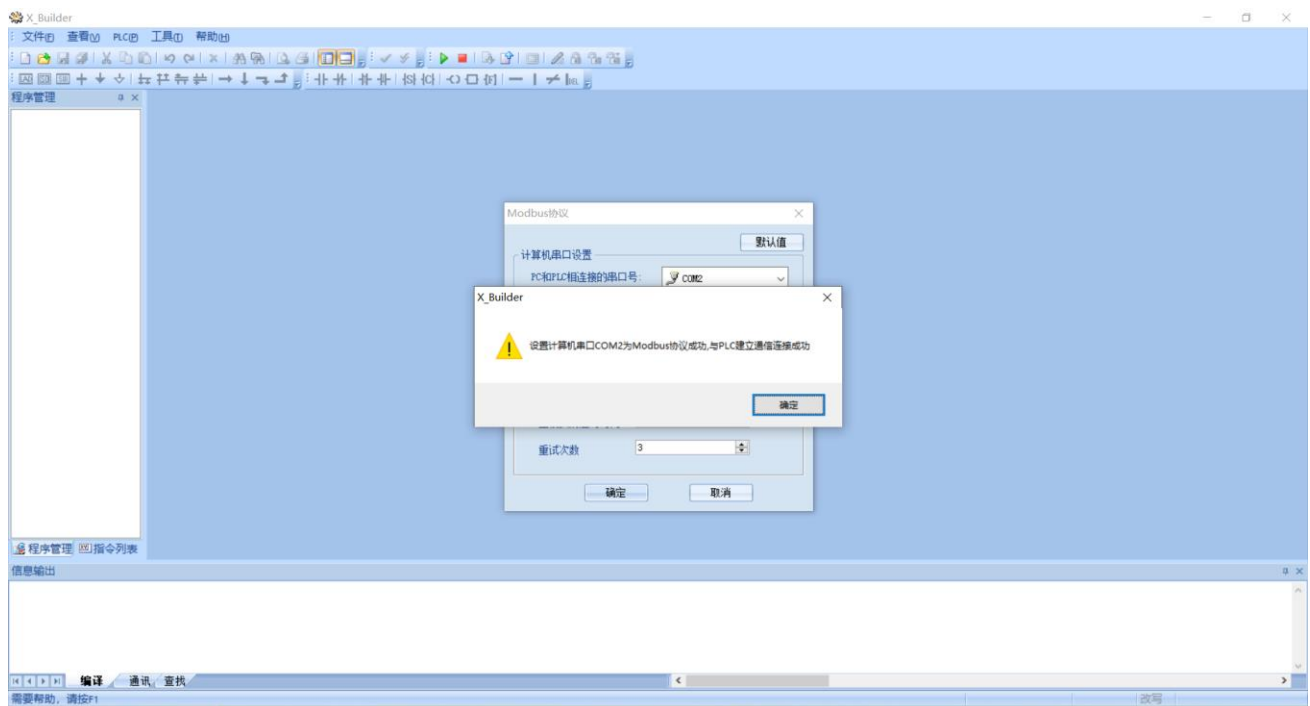 X_Builder
文件(F) 查看(V) PLC(P) 工具(T) 帮助(H)
程序管理
Modbus协议
默认值
计算机串口设置
PC和PLC相连接的串口号: COM2
X_Builder
设置计算机串口COM2为Modbus协议成功,与PLC建立通信连接成功
确定
重试次数 3
确定 取消
程序管理 指令列表
信息输出
编译 通讯 查找
需要帮助, 请按F1 改写